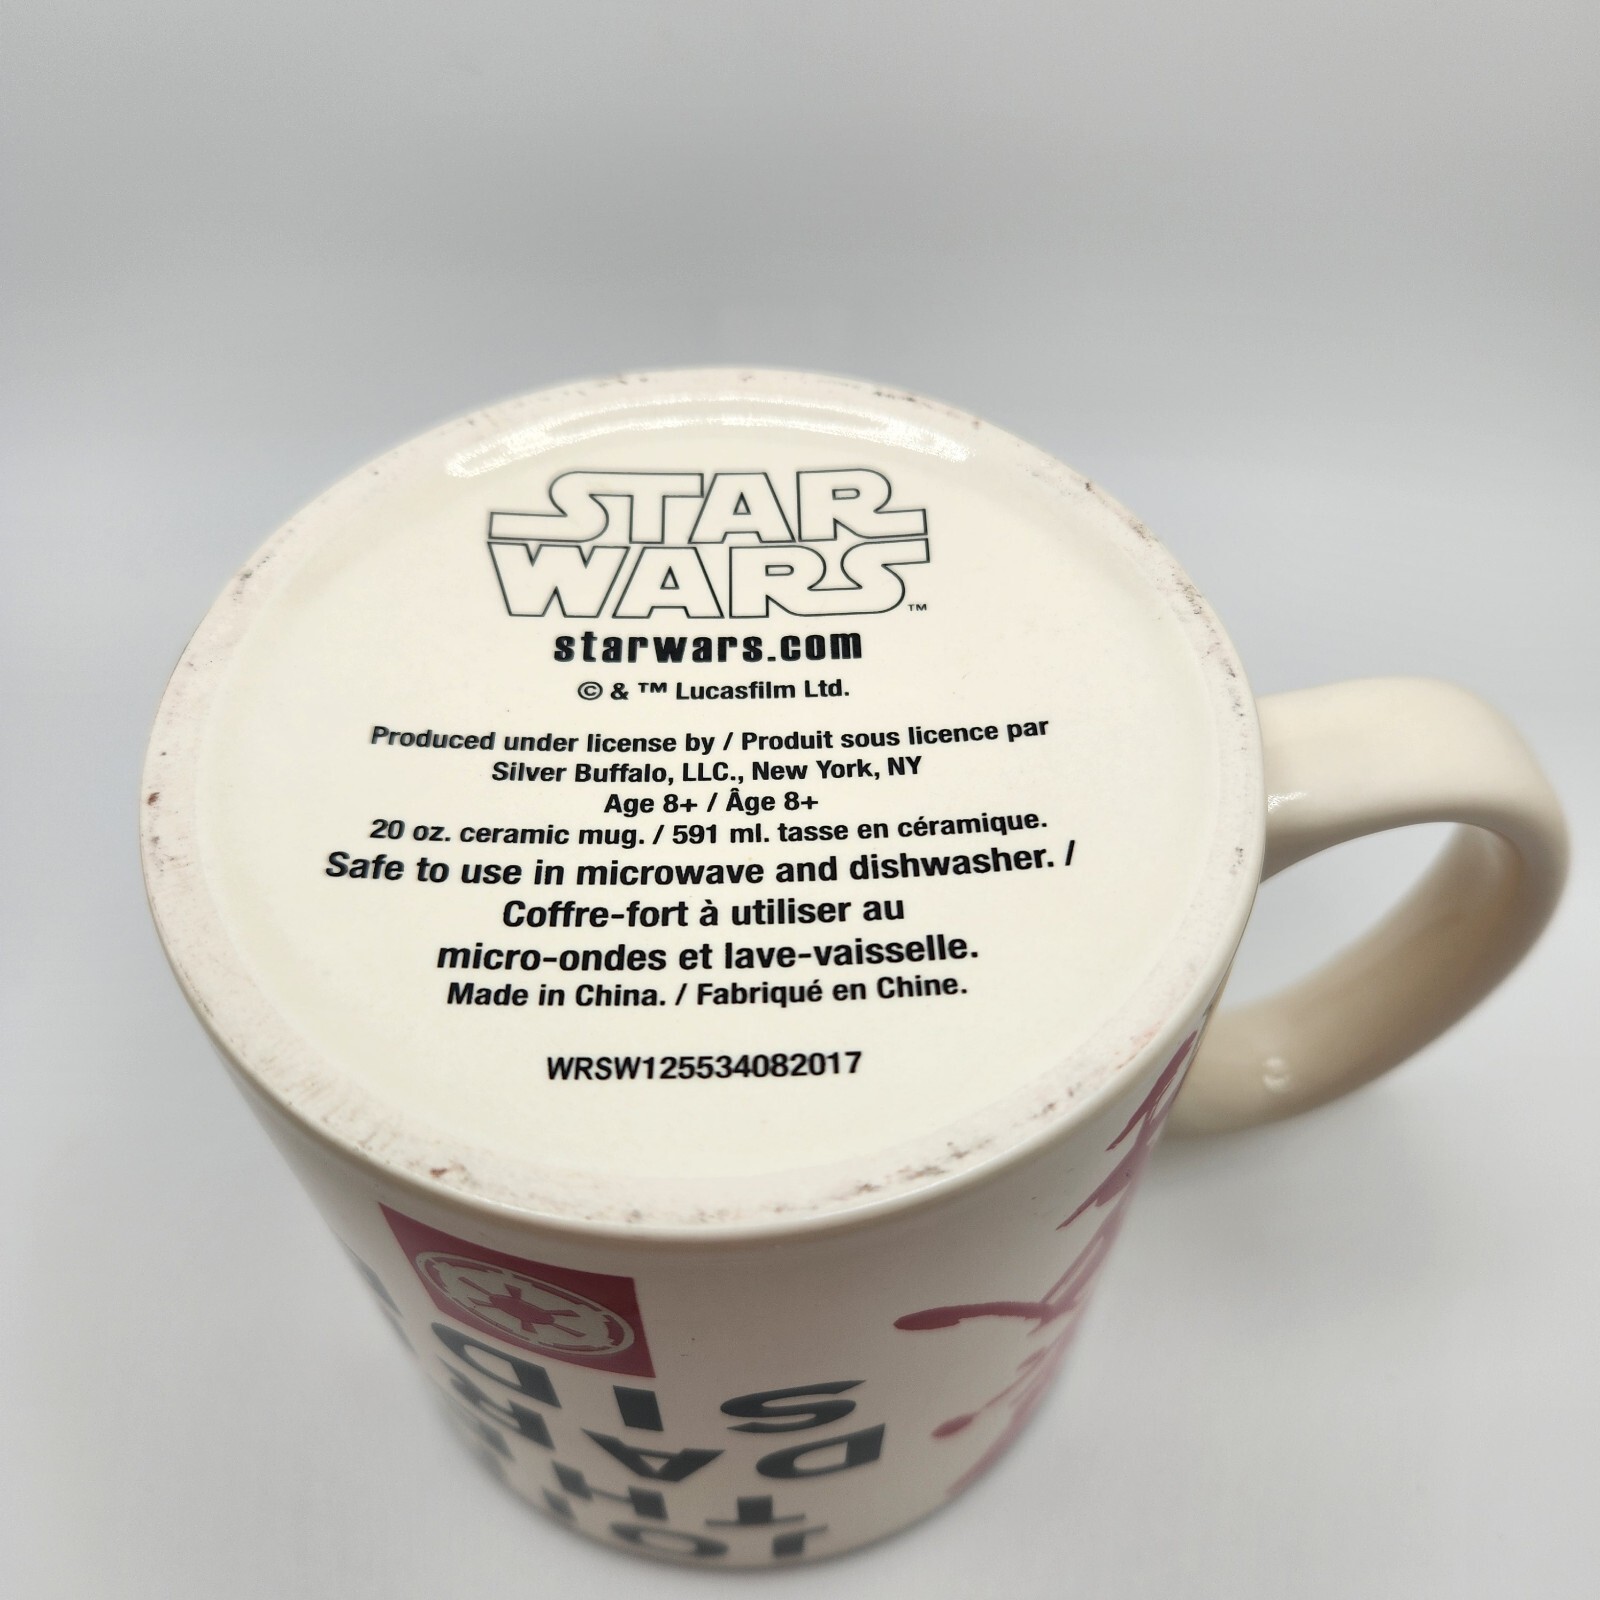 STAR
WARS™
starwars.com
© & ™ Lucasfilm Ltd.
Produced under license by / Produit sous licence par
Silver Buffalo, LLC., New York, NY
Age 8+ / Âge 8+
20 oz. ceramic mug. / 591 ml. tasse en céramique.
Safe to use in microwave and dishwasher. /
Coffre-fort à utiliser au
micro-ondes et lave-vaisselle.
Made in China. / Fabriqué en Chine.
WRSW125534082017